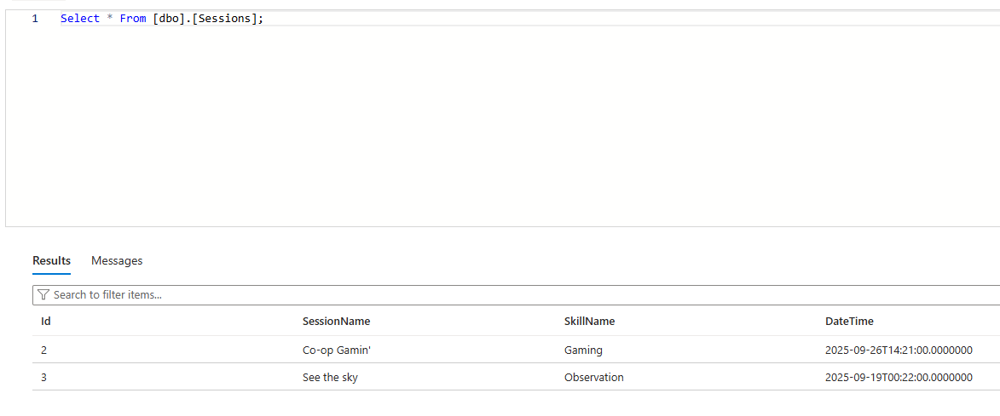 1 Select * From [dbo].[Sessions];
Results Messages
Search to filter items...
Id SessionName SkillName DateTime
2 Co-op Gamin' Gaming 2025-09-26T14:21:00.0000000
3 See the sky Observation 2025-09-19T00:22:00.0000000